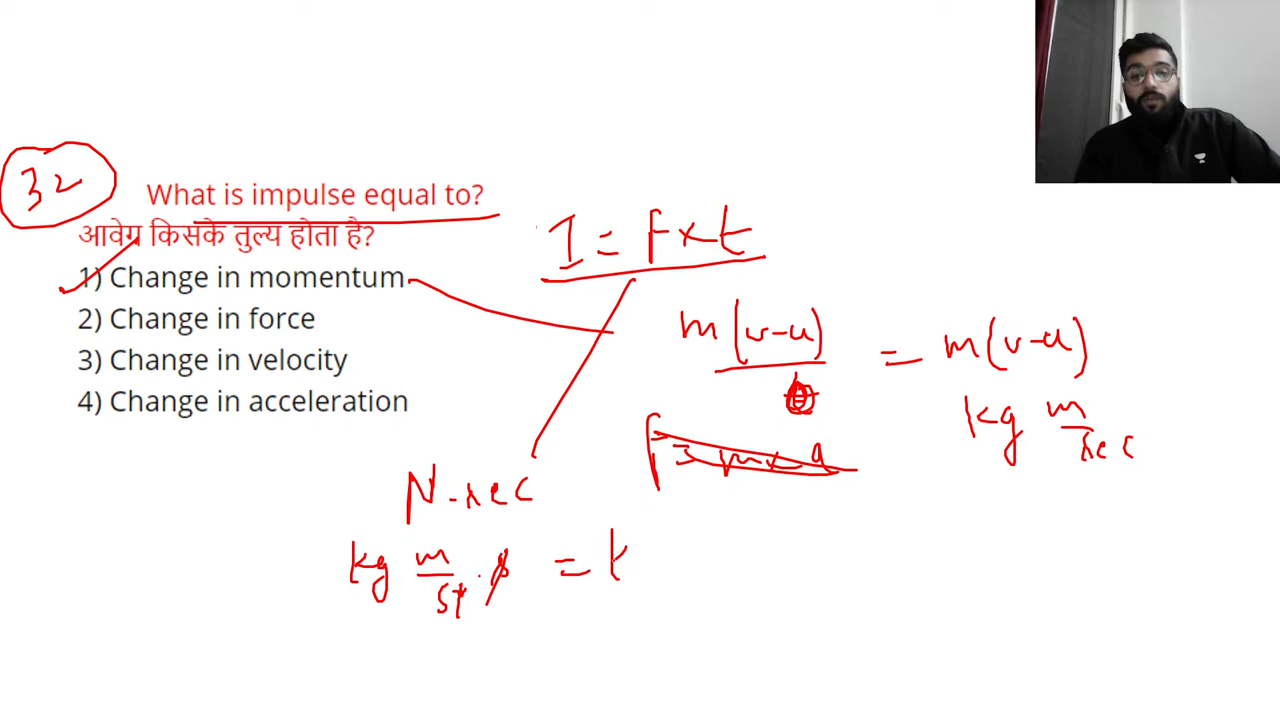 32
What is impulse equal to?
आवेग किसके तुल्य होता है?
1) Change in momentum
2) Change in force
3) Change in velocity
4) Change in acceleration
I = F x t
m(v-u) = m(v-u)
kg m/sec
F = m x a
N-sec
kg m/s² . s = k